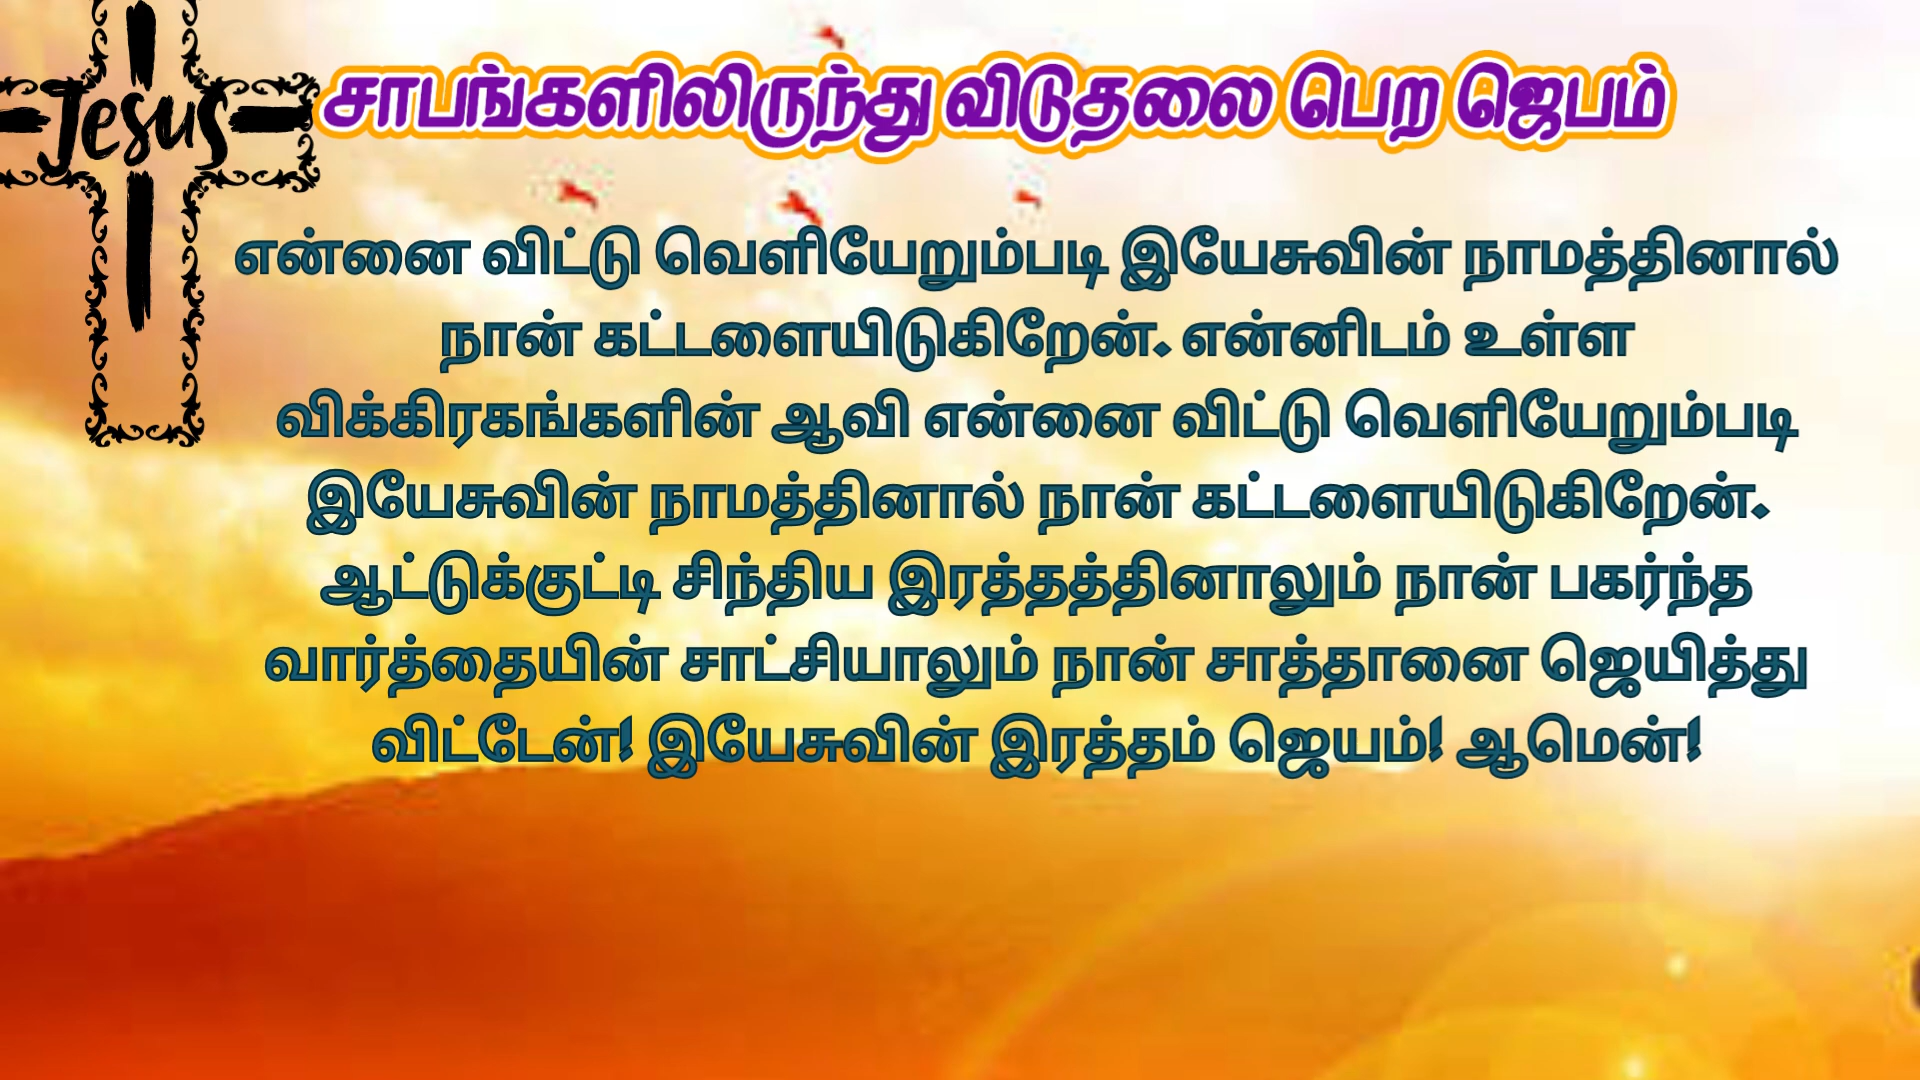 Jesus
சாபங்களிலிருந்து விடுதலை பெற ஜெபம்
என்னை விட்டு வெளியேறும்படி இயேசுவின் நாமத்தினால்
நான் கட்டளையிடுகிறேன். என்னிடம் உள்ள
விக்கிரகங்களின் ஆவி என்னை விட்டு வெளியேறும்படி
இயேசுவின் நாமத்தினால் நான் கட்டளையிடுகிறேன்.
ஆட்டுக்குட்டி சிந்திய இரத்தத்தினாலும் நான் பகர்ந்த
வார்த்தையின் சாட்சியாலும் நான் சாத்தானை ஜெயித்து
விட்டேன்! இயேசுவின் இரத்தம் ஜெயம்! ஆமென்!